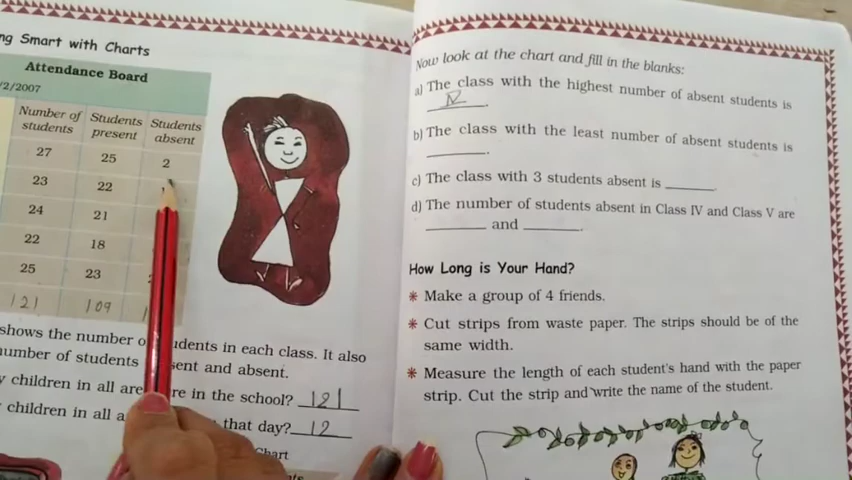 ng Smart with Charts
Attendance Board
/2/2007
Number of students
Students present
Students absent
27 25 2
23 22
24 21
22 18
25 23
121 109
shows the number in each class. It also
number of students sent and absent.
y children in all are in the school? 121
children in all that day? 12
Chart
Now look at the chart and fill in the blanks:
a) The class with the highest number of absent students is
IV .
b) The class with the least number of absent students is
_______.
c) The class with 3 students absent is _______.
d) The number of students absent in Class IV and Class V are
_______ and _______.
How Long is Your Hand?
* Make a group of 4 friends.
* Cut strips from waste paper. The strips should be of the
same width.
* Measure the length of each student's hand with the paper
strip. Cut the strip and write the name of the student.